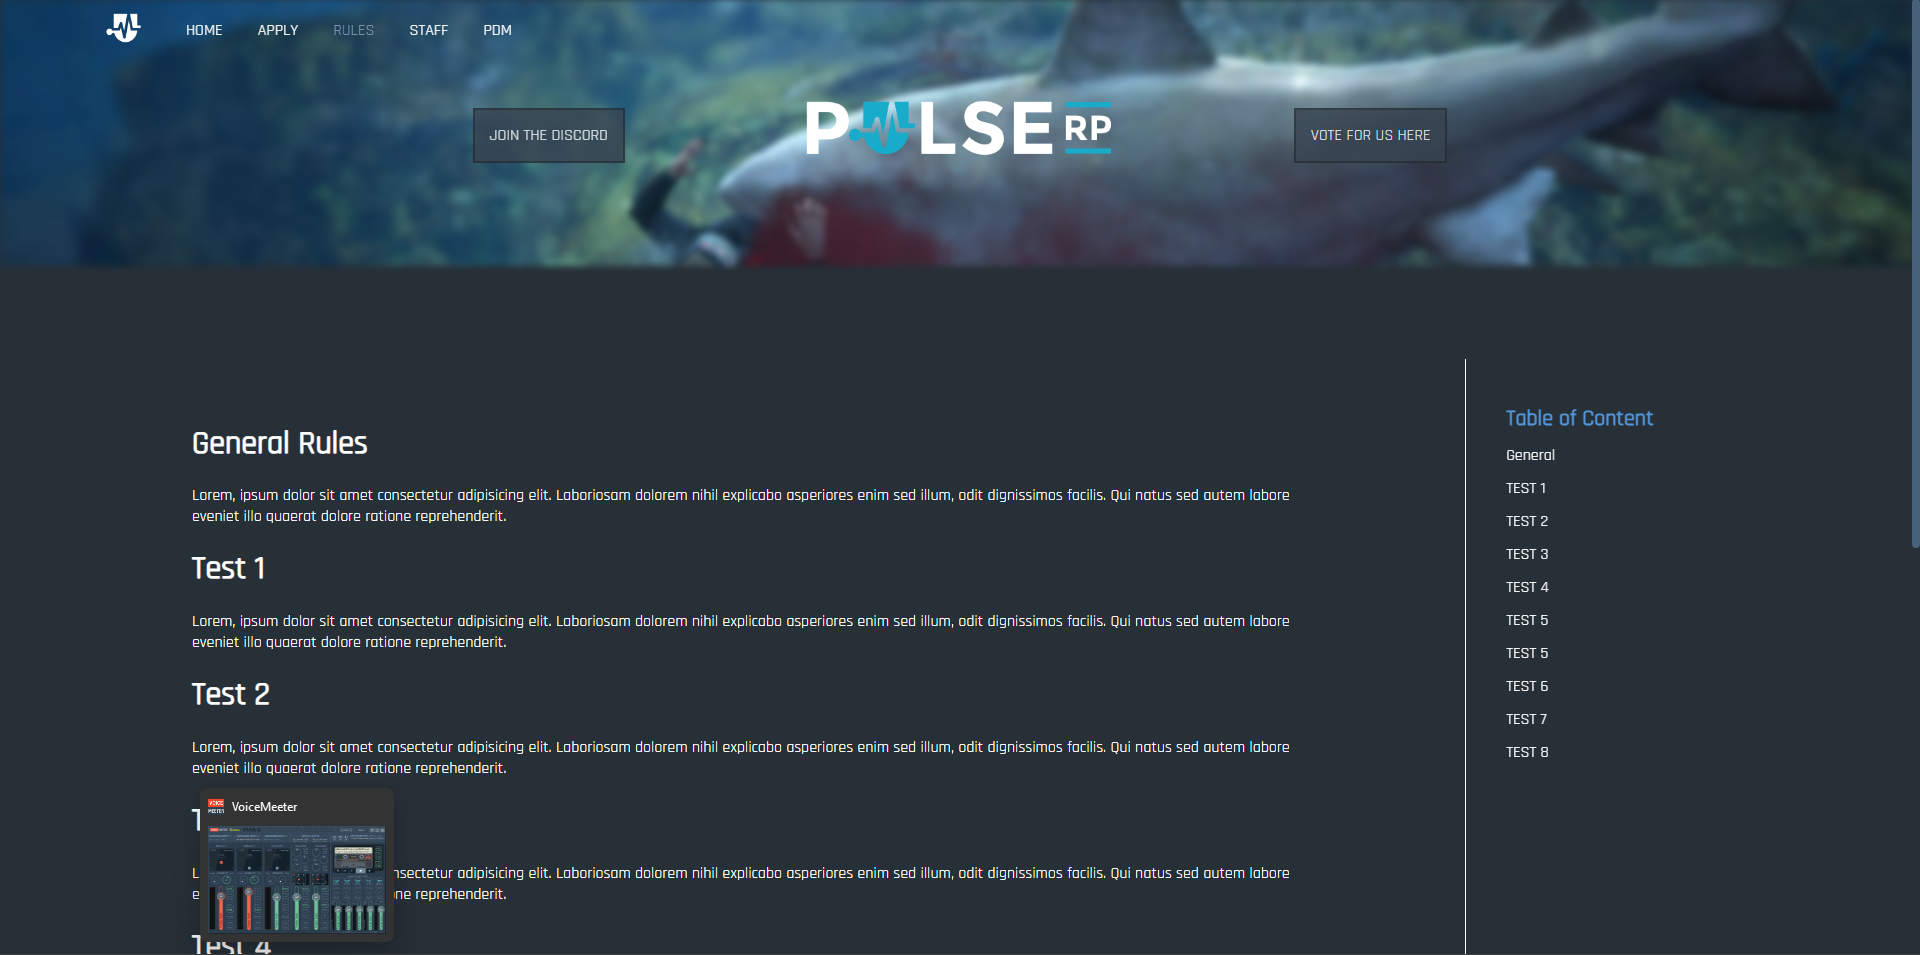 HOME APPLY RULES STAFF PDM
JOIN THE DISCORD
PULSE RP
VOTE FOR US HERE
General Rules
Lorem, ipsum dolor sit amet consectetur adipisicing elit. Laboriosam dolorem nihil explicabo asperiores enim sed illum, odit dignissimos facilis. Qui natus sed autem labore
eveniet illo quaerat dolore ratione reprehenderit.
Test 1
Lorem, ipsum dolor sit amet consectetur adipisicing elit. Laboriosam dolorem nihil explicabo asperiores enim sed illum, odit dignissimos facilis. Qui natus sed autem labore
eveniet illo quaerat dolore ratione reprehenderit.
Test 2
Lorem, ipsum dolor sit amet consectetur adipisicing elit. Laboriosam dolorem nihil explicabo asperiores enim sed illum, odit dignissimos facilis. Qui natus sed autem labore
eveniet illo quaerat dolore ratione reprehenderit.
VOICE
MEETER
VoiceMeeter
adipisicing elit. Laboriosam dolorem nihil explicabo asperiores enim sed illum, odit dignissimos facilis. Qui natus sed autem labore
reprehenderit.
Test 4
Table of Content
General
TEST 1
TEST 2
TEST 3
TEST 4
TEST 5
TEST 5
TEST 6
TEST 7
TEST 8